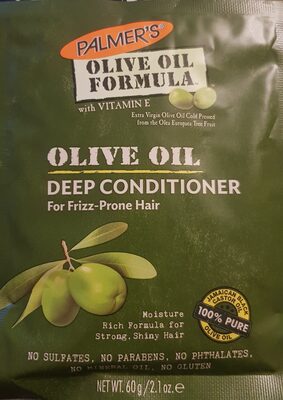 PALMER'S
OLIVE OIL
FORMULA
with VITAMIN E
Extra Virgin Olive Oil Cold Pressed
from the Olea Europaea Tree Fruit
OLIVE OIL
DEEP CONDITIONER
For Frizz-Prone Hair
Moisture
Rich Formula for
Strong, Shiny Hair
JAMAICAN BLACK
CASTOR OIL
100% PURE
OLIVE OIL
NO SULFATES, NO PARABENS, NO PHTHALATES,
NO MINERAL OIL, NO GLUTEN
NET WT. 60 g/2.1 oz. e